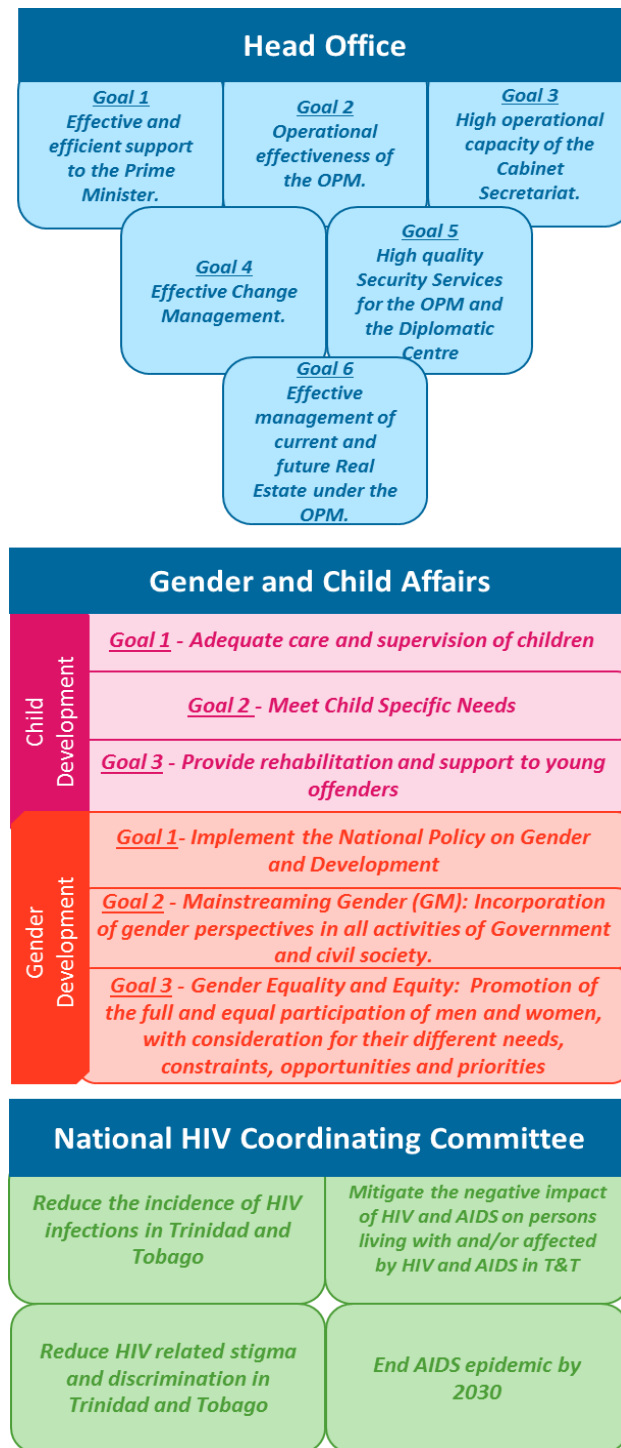 Head Office
Goal 1
Effective and
efficient support
to the Prime
Minister.
Goal 2
Operational
effectiveness of
the OPM.
Goal 3
High operational
capacity of the
Cabinet
Secretariat.
Goal 4
Effective Change
Management.
Goal 5
High quality
Security Services
for the OPM and
the Diplomatic
Centre
Goal 6
Effective
management of
current and
future Real
Estate under the
OPM.
Gender and Child Affairs
Child
Development
Goal 1 - Adequate care and supervision of children
Goal 2 - Meet Child Specific Needs
Goal 3 - Provide rehabilitation and support to young
offenders
Gender
Development
Goal 1- Implement the National Policy on Gender
and Development
Goal 2 - Mainstreaming Gender (GM): Incorporation
of gender perspectives in all activities of Government
and civil society.
Goal 3 - Gender Equality and Equity: Promotion of
the full and equal participation of men and women,
with consideration for their different needs,
constraints, opportunities and priorities
National HIV Coordinating Committee
Reduce the incidence of HIV
infections in Trinidad and
Tobago
Mitigate the negative impact
of HIV and AIDS on persons
living with and/or affected
by HIV and AIDS in T&T
Reduce HIV related stigma
and discrimination in
Trinidad and Tobago
End AIDS epidemic by
2030